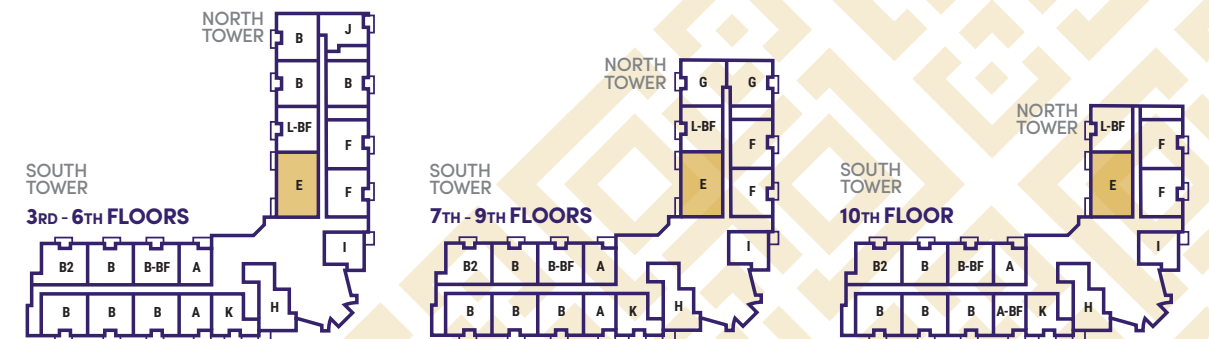 NORTH
TOWER
B
J
B
B
L-BF
F
E
F
SOUTH
TOWER
3RD - 6TH FLOORS
I
B2
B
B-BF
A
B
B
B
A
K
H
NORTH
TOWER
G
G
L-BF
F
E
F
SOUTH
TOWER
7TH - 9TH FLOORS
I
B2
B
B-BF
A
B
B
B
A
K
H
NORTH
TOWER
L-BF
F
E
F
SOUTH
TOWER
10TH FLOOR
I
B2
B
B-BF
A
B
B
B
A-BF
K
H